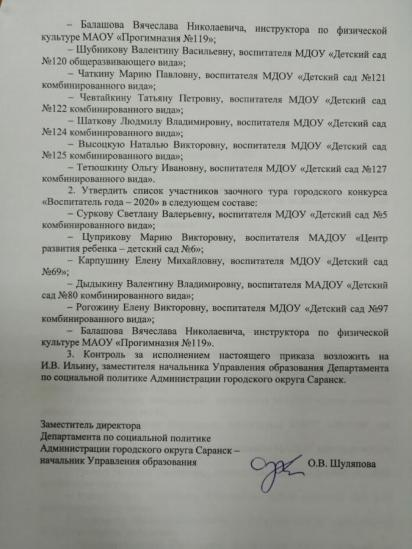 – Балашова Вячеслава Николаевича, инструктора по физической
культуре МАОУ «Прогимназия №119»;
– Шубникову Валентину Васильевну, воспитателя МДОУ «Детский сад
№120 общеразвивающего вида»;
– Чаткину Марию Павловну, воспитателя МДОУ «Детский сад №121
комбинированного вида»;
– Чевтайкину Татьяну Петровну, воспитателя МДОУ «Детский сад
№122 комбинированного вида»;
– Шаткову Людмилу Владимировну, воспитателя МДОУ «Детский сад
№124 комбинированного вида»;
– Высоцкую Наталью Викторовну, воспитателя МДОУ «Детский сад
№125 комбинированного вида»;
– Тетюшкину Ольгу Ивановну, воспитателя МДОУ «Детский сад №127
комбинированного вида».
2. Утвердить список участников заочного тура городского конкурса
«Воспитатель года – 2020» в следующем составе:
– Суркову Светлану Валерьевну, воспитателя МДОУ «Детский сад №5
комбинированного вида»;
– Цуприкову Марию Викторовну, воспитателя МАДОУ «Центр
развития ребенка – детский сад №6»;
– Карпушину Елену Михайловну, воспитателя МДОУ «Детский сад
№69»;
– Дыдыкину Валентину Владимировну, воспитателя МАДОУ «Детский
сад №80 комбинированного вида»;
– Рогожину Елену Викторовну, воспитателя МДОУ «Детский сад №97
комбинированного вида»;
– Балашова Вячеслава Николаевича, инструктора по физической
культуре МАОУ «Прогимназия №119».
3. Контроль за исполнением настоящего приказа возложить на
И.В. Ильину, заместителя начальника Управления образования Департамента
по социальной политике Администрации городского округа Саранск.
Заместитель директора
Департамента по социальной политике
Администрации городского округа Саранск –
начальник Управления образования О.В. Шуляпова